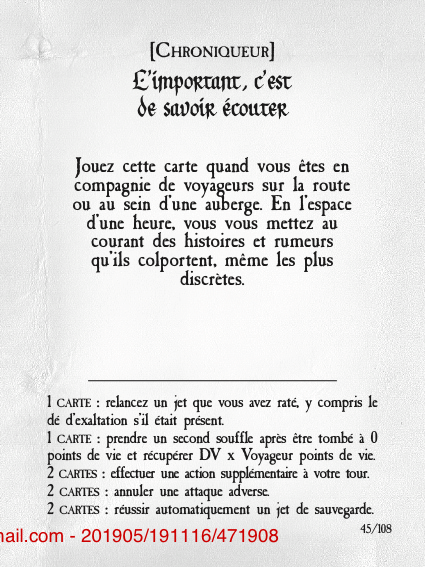 [Chroniqueur]
L'important, c'est
de savoir écouter
Jouez cette carte quand vous êtes en
compagnie de voyageurs sur la route
ou au sein d'une auberge. En l'espace
d'une heure, vous vous mettez au
courant des histoires et rumeurs
qu'ils colportent, même les plus
discrètes.
1 carte : relancez un jet que vous avez raté, y compris le
dé d'exaltation s'il était présent.
1 carte : prendre un second souffle après être tombé à 0
points de vie et récupérer DV x Voyageur points de vie.
2 cartes : effectuer une action supplémentaire à votre tour.
2 cartes : annuler une attaque adverse.
2 cartes : réussir automatiquement un jet de sauvegarde.
45/108
nail.com - 201905/191116/471908